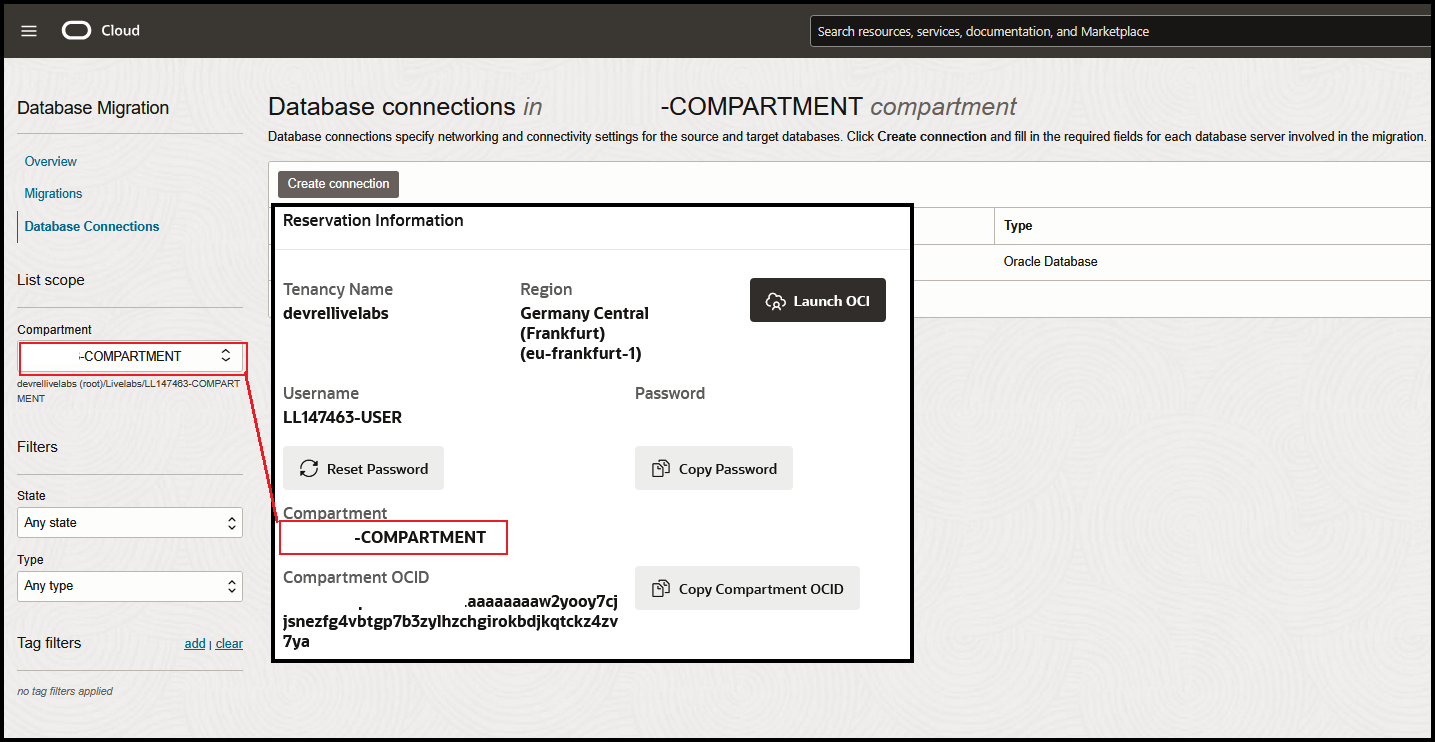 Cloud
Search resources, services, documentation, and Marketplace
Database Migration
Overview
Migrations
Database Connections
List scope
Compartment
-COMPARTMENT
devrellivelabs (root)/Livelabs/LL147463-COMPART
MENT
Filters
State
Any state
Type
Any type
Tag filters
add | clear
no tag filters applied
Database connections in -COMPARTMENT compartment
Database connections specify networking and connectivity settings for the source and target databases. Click Create connection and fill in the required fields for each database server involved in the migration.
Create connection
Type
Oracle Database
Reservation Information
Tenancy Name
devrellivelabs
Region
Germany Central
(Frankfurt)
(eu-frankfurt-1)
Launch OCI
Username
LL147463-USER
Password
Reset Password
Copy Password
Compartment
-COMPARTMENT
Compartment OCID
.aaaaaaaaw2yooy7cj
jsnezfg4vbtgp7b3zylhzchgirokbdjkqtckz4zv
7ya
Copy Compartment OCID